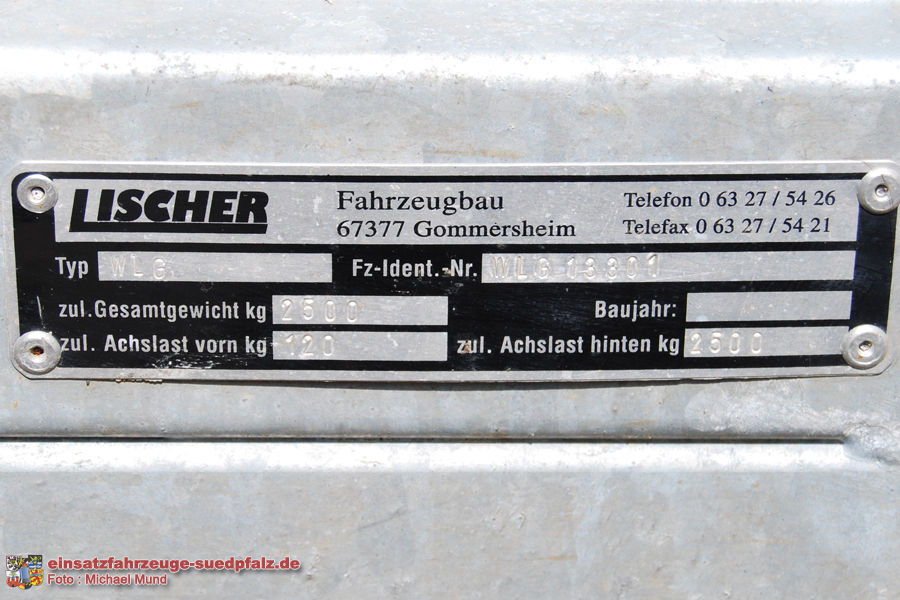 LISCHER
Fahrzeugbau
67377 Gommersheim
Telefon 0 63 27 / 54 26
Telefax 0 63 27 / 54 21
Typ WLG Fz-Ident.-Nr. WLG 13301
zul.Gesamtgewicht kg 2500 Baujahr:
zul. Achslast vorn kg 120 zul. Achslast hinten kg 2500
einsatzfahrzeuge-suedpfalz.de
Foto : Michael Mund